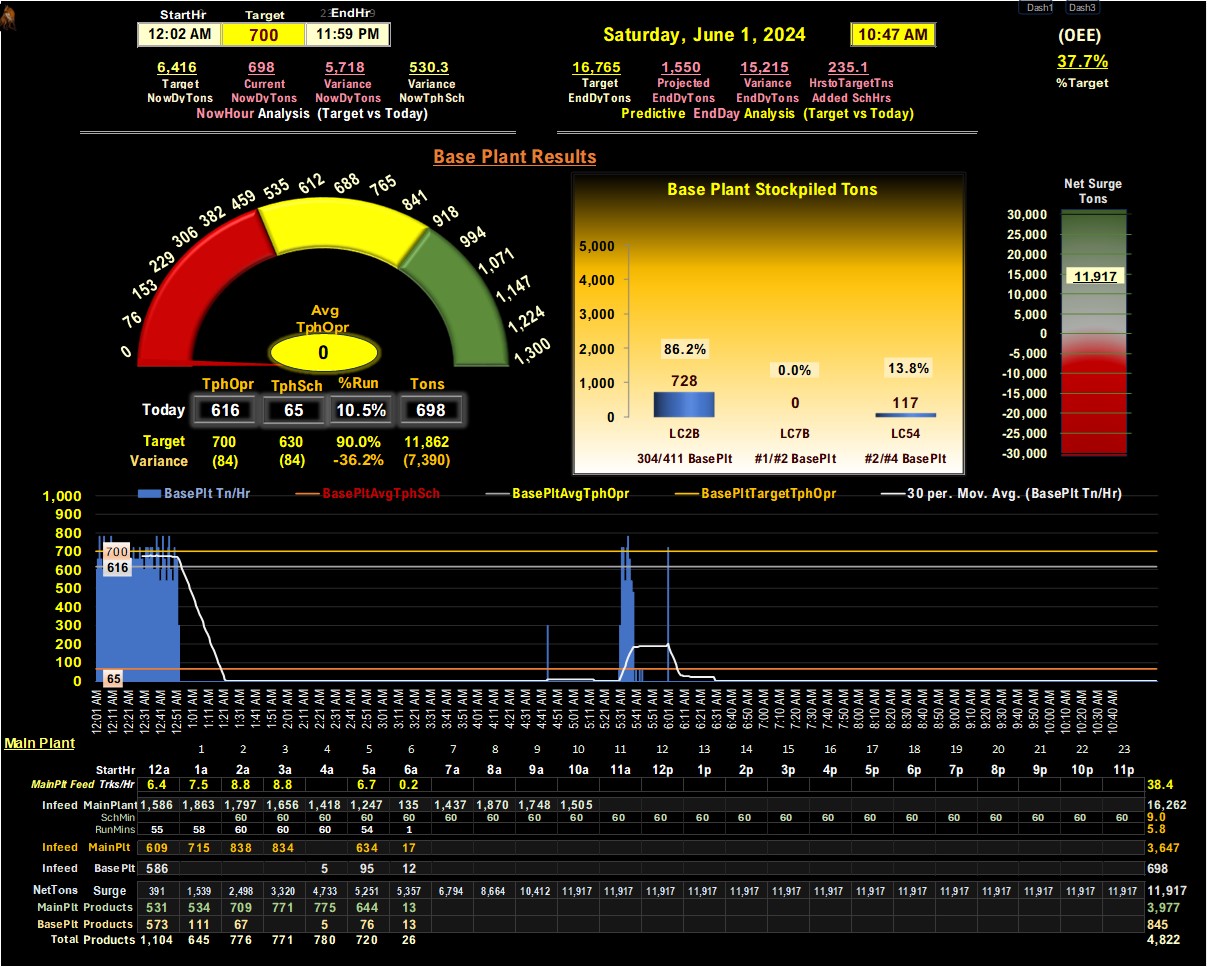 Dash1 Dash3
StartHr Target EndHr
12:02 AM 700 11:59 PM
Saturday, June 1, 2024 10:47 AM
(OEE)
37.7%
%Target
6,416 698 5,718 530.3
Target Current Variance Variance
NowDyTons NowDyTons NowDyTons NowTphSch
NowHour Analysis (Target vs Today)
16,765 1,550 15,215 235.1
Target Projected Variance HrstoTargetTns
EndDyTons EndDyTons EndDyTons Added SchHrs
Predictive EndDay Analysis (Target vs Today)
Base Plant Results
0 76 153 229 306 382 459 535 612 688 765 841 918 994 1,071 1,147 1,224 1,300
Avg
TphOpr
0
TphOpr TphSch %Run Tons
Today 616 65 10.5% 698
Target 700 630 90.0% 11,862
Variance (84) (84) -36.2% (7,390)
Base Plant Stockpiled Tons
5,000
4,000
3,000
2,000
1,000
0
86.2% 0.0% 13.8%
728 0 117
LC2B LC7B LC54
304/411 BasePlt #1/#2 BasePlt #2/#4 BasePlt
Net Surge
Tons
30,000
25,000
20,000
15,000
11,917
10,000
5,000
0
-5,000
-10,000
-15,000
-20,000
-25,000
-30,000
BasePlt Tn/Hr BasePltAvgTphSch BasePltAvgTphOpr BasePltTargetTphOpr 30 per. Mov. Avg. (BasePlt Tn/Hr)
1,000
900
800
700
600
500
400
300
200
100
0
700
616
65
12:01 AM 12:11 AM 12:21 AM 12:31 AM 12:41 AM 12:51 AM 1:01 AM 1:11 AM 1:21 AM 1:31 AM 1:41 AM 1:51 AM 2:01 AM 2:11 AM 2:21 AM 2:31 AM 2:41 AM 2:51 AM 3:01 AM 3:11 AM 3:21 AM 3:31 AM 3:41 AM 3:51 AM 4:01 AM 4:11 AM 4:21 AM 4:31 AM 4:41 AM 4:51 AM 5:01 AM 5:11 AM 5:21 AM 5:31 AM 5:41 AM 5:51 AM 6:01 AM 6:11 AM 6:21 AM 6:31 AM 6:40 AM 6:50 AM 7:00 AM 7:10 AM 7:20 AM 7:30 AM 7:40 AM 7:50 AM 8:00 AM 8:10 AM 8:20 AM 8:30 AM 8:40 AM 8:50 AM 9:00 AM 9:10 AM 9:20 AM 9:30 AM 9:40 AM 9:50 AM 10:00 AM 10:10 AM 10:20 AM 10:30 AM 10:40 AM
Main Plant
1 2 3 4 5 6 7 8 9 10 11 12 13 14 15 16 17 18 19 20 21 22 23
StartHr 12a 1a 2a 3a 4a 5a 6a 7a 8a 9a 10a 11a 12p 1p 2p 3p 4p 5p 6p 7p 8p 9p 10p 11p
MainPlt Feed Trks/Hr 6.4 7.5 8.8 8.8 6.7 0.2 38.4
Infeed MainPlant 1,586 1,863 1,797 1,656 1,418 1,247 135 1,437 1,870 1,748 1,505 16,262
SchMin 60 60 60 60 60 60 60 60 60 60 60 60 60 60 60 60 60 60 60 60 60 60 9.0
RunMins 55 58 60 60 60 54 1 5.8
Infeed MainPlt 609 715 838 834 634 17 3,647
Infeed BasePlt 586 5 95 12 698
NetTons Surge 391 1,539 2,498 3,320 4,733 5,251 5,357 6,794 8,664 10,412 11,917 11,917 11,917 11,917 11,917 11,917 11,917 11,917 11,917 11,917 11,917 11,917 11,917 11,917 11,917
MainPlt Products 531 534 709 771 775 644 13 3,977
BasePlt Products 573 111 67 5 76 13 845
Total Products 1,104 645 776 771 780 720 26 4,822